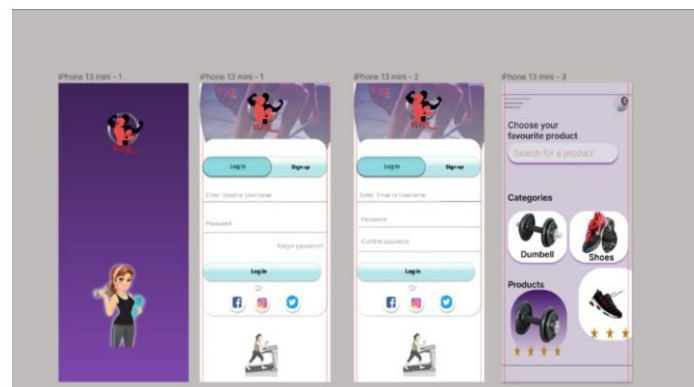 iPhone 13 mini - 1
iPhone 13 mini - 1
Log in
Sign up
Enter Email or Username
Password
Forgot password?
Log in
Or
iPhone 13 mini - 2
Log in
Sign up
Enter Email or Username
Password
Confirm password
Log in
Or
iPhone 13 mini - 3
Choose your
favourite product
Search for a product
Categories
Dumbell
Shoes
Products